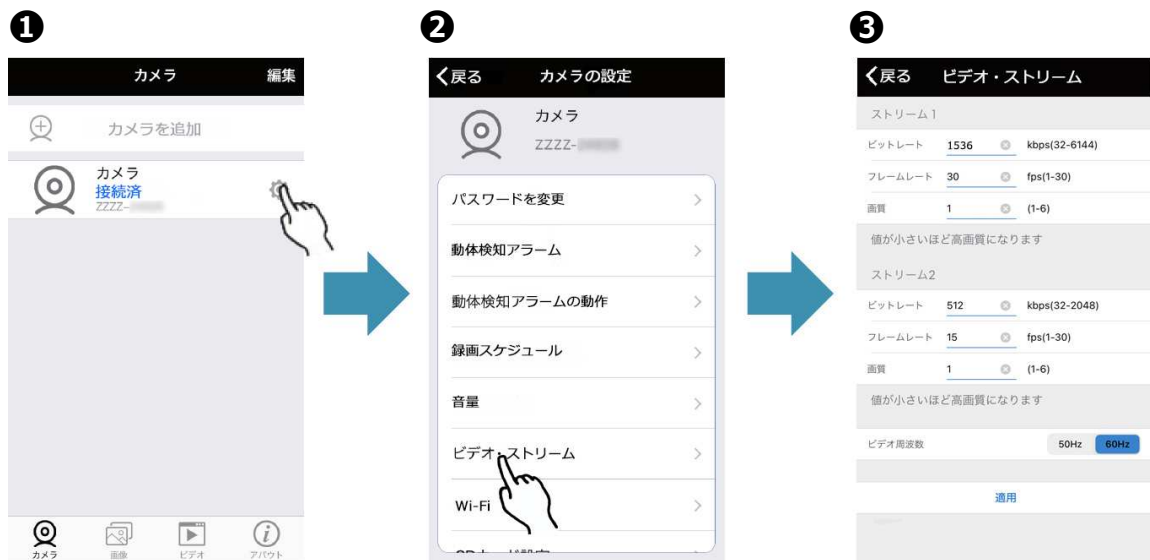 ❶
カメラ 編集
カメラを追加
カメラ
接続済
ZZZZ-
カメラ 画像 ビデオ アバウト
❷
戻る カメラの設定
カメラ
ZZZZ-
パスワードを変更
動体検知アラーム
動体検知アラームの動作
録画スケジュール
音量
ビデオ・ストリーム
Wi-Fi
❸
戻る ビデオ・ストリーム
ストリーム1
ビットレート 1536 kbps(32-6144)
フレームレート 30 fps(1-30)
画質 1 (1-6)
値が小さいほど高画質になります
ストリーム2
ビットレート 512 kbps(32-2048)
フレームレート 15 fps(1-30)
画質 1 (1-6)
値が小さいほど高画質になります
ビデオ周波数 50Hz 60Hz
適用